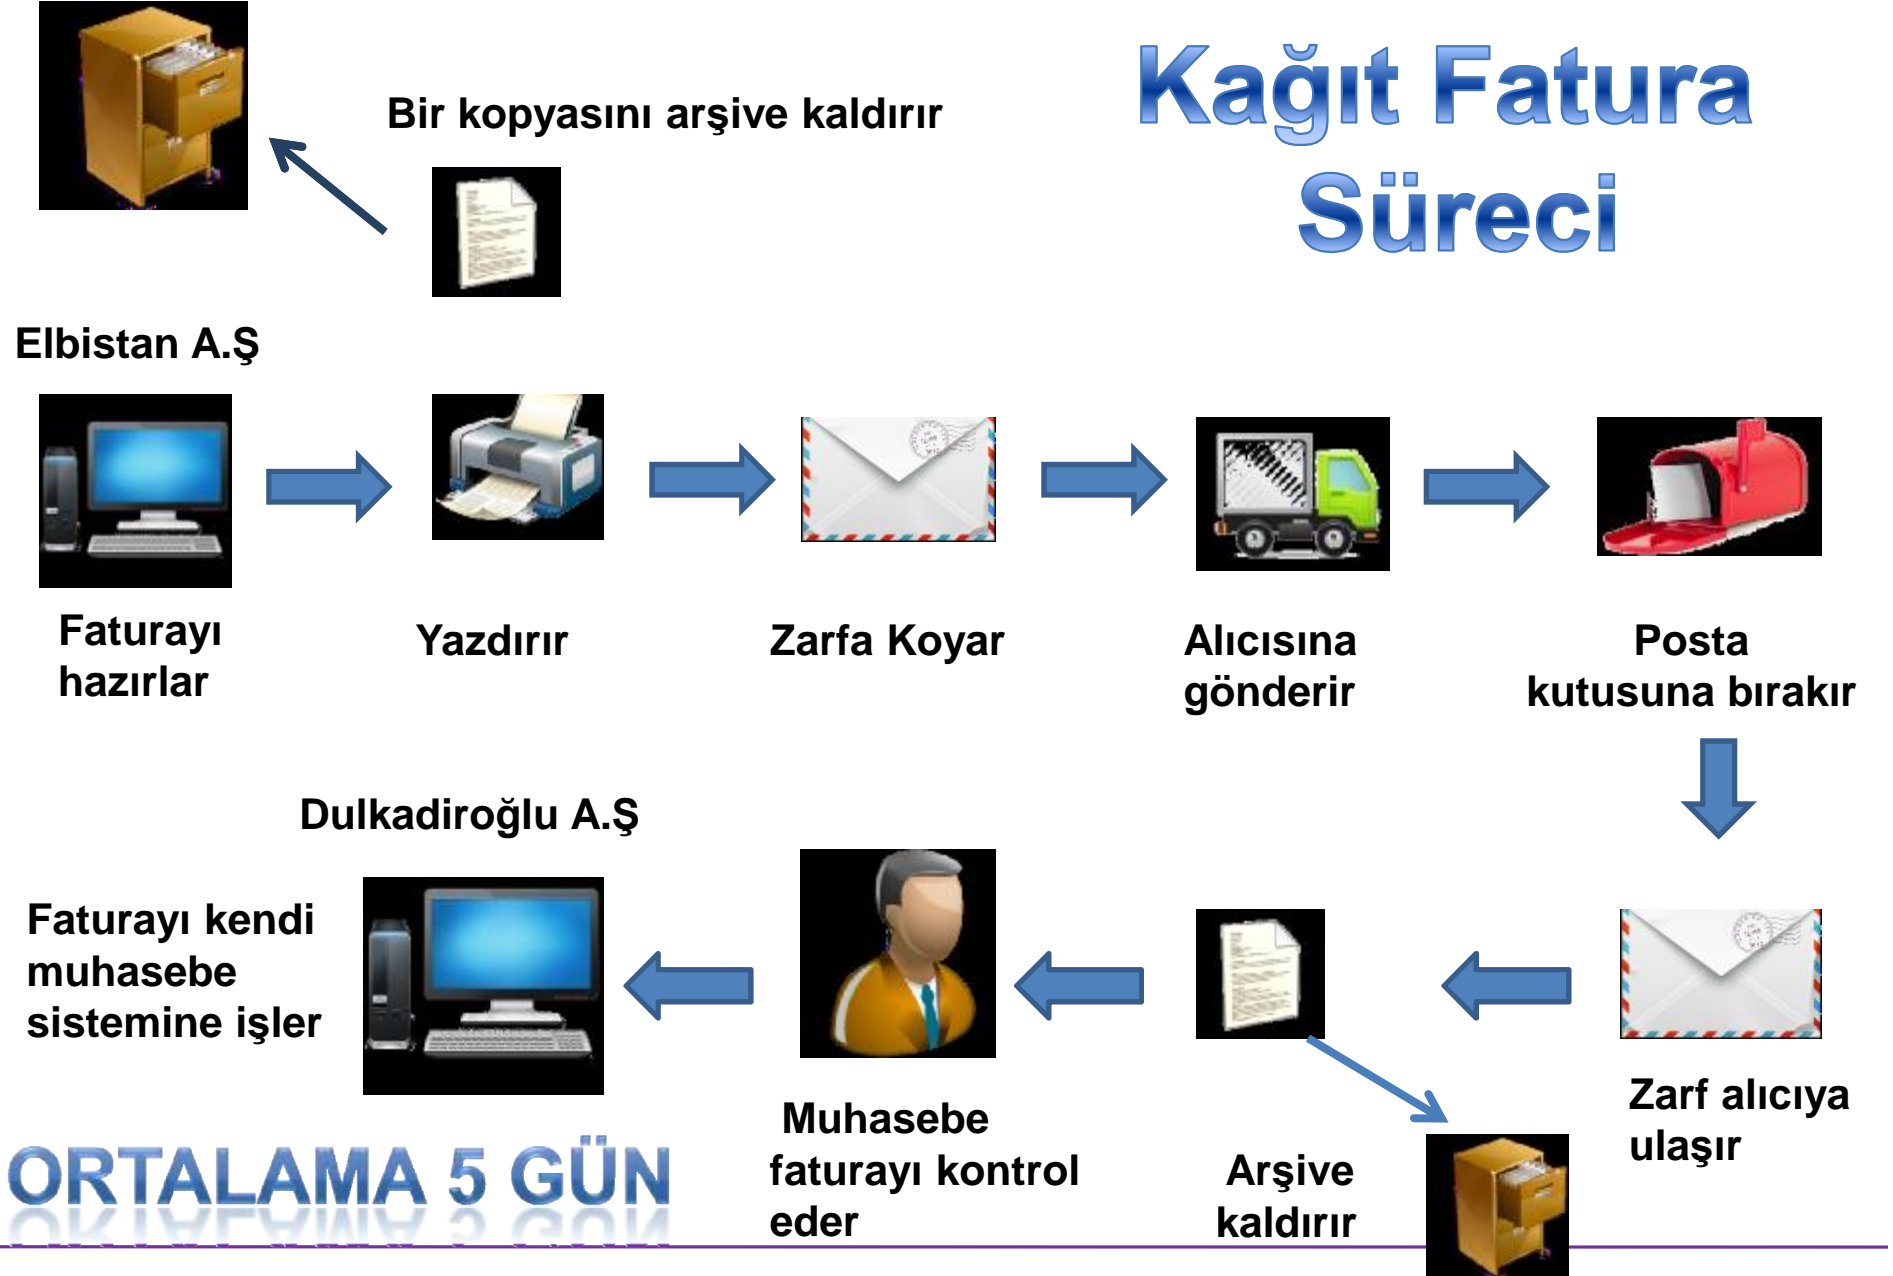 Kağıt Fatura
Süreci
Bir kopyasını arşive kaldırır
Elbistan A.Ş
Faturayı
hazırlar
Yazdırır
Zarfa Koyar
Alıcısına
gönderir
Posta
kutusuna bırakır
Dulkadiroğlu A.Ş
Faturayı kendi
muhasebe
sistemine işler
Muhasebe
faturayı kontrol
eder
Arşive
kaldırır
Zarf alıcıya
ulaşır
ORTALAMA 5 GÜN